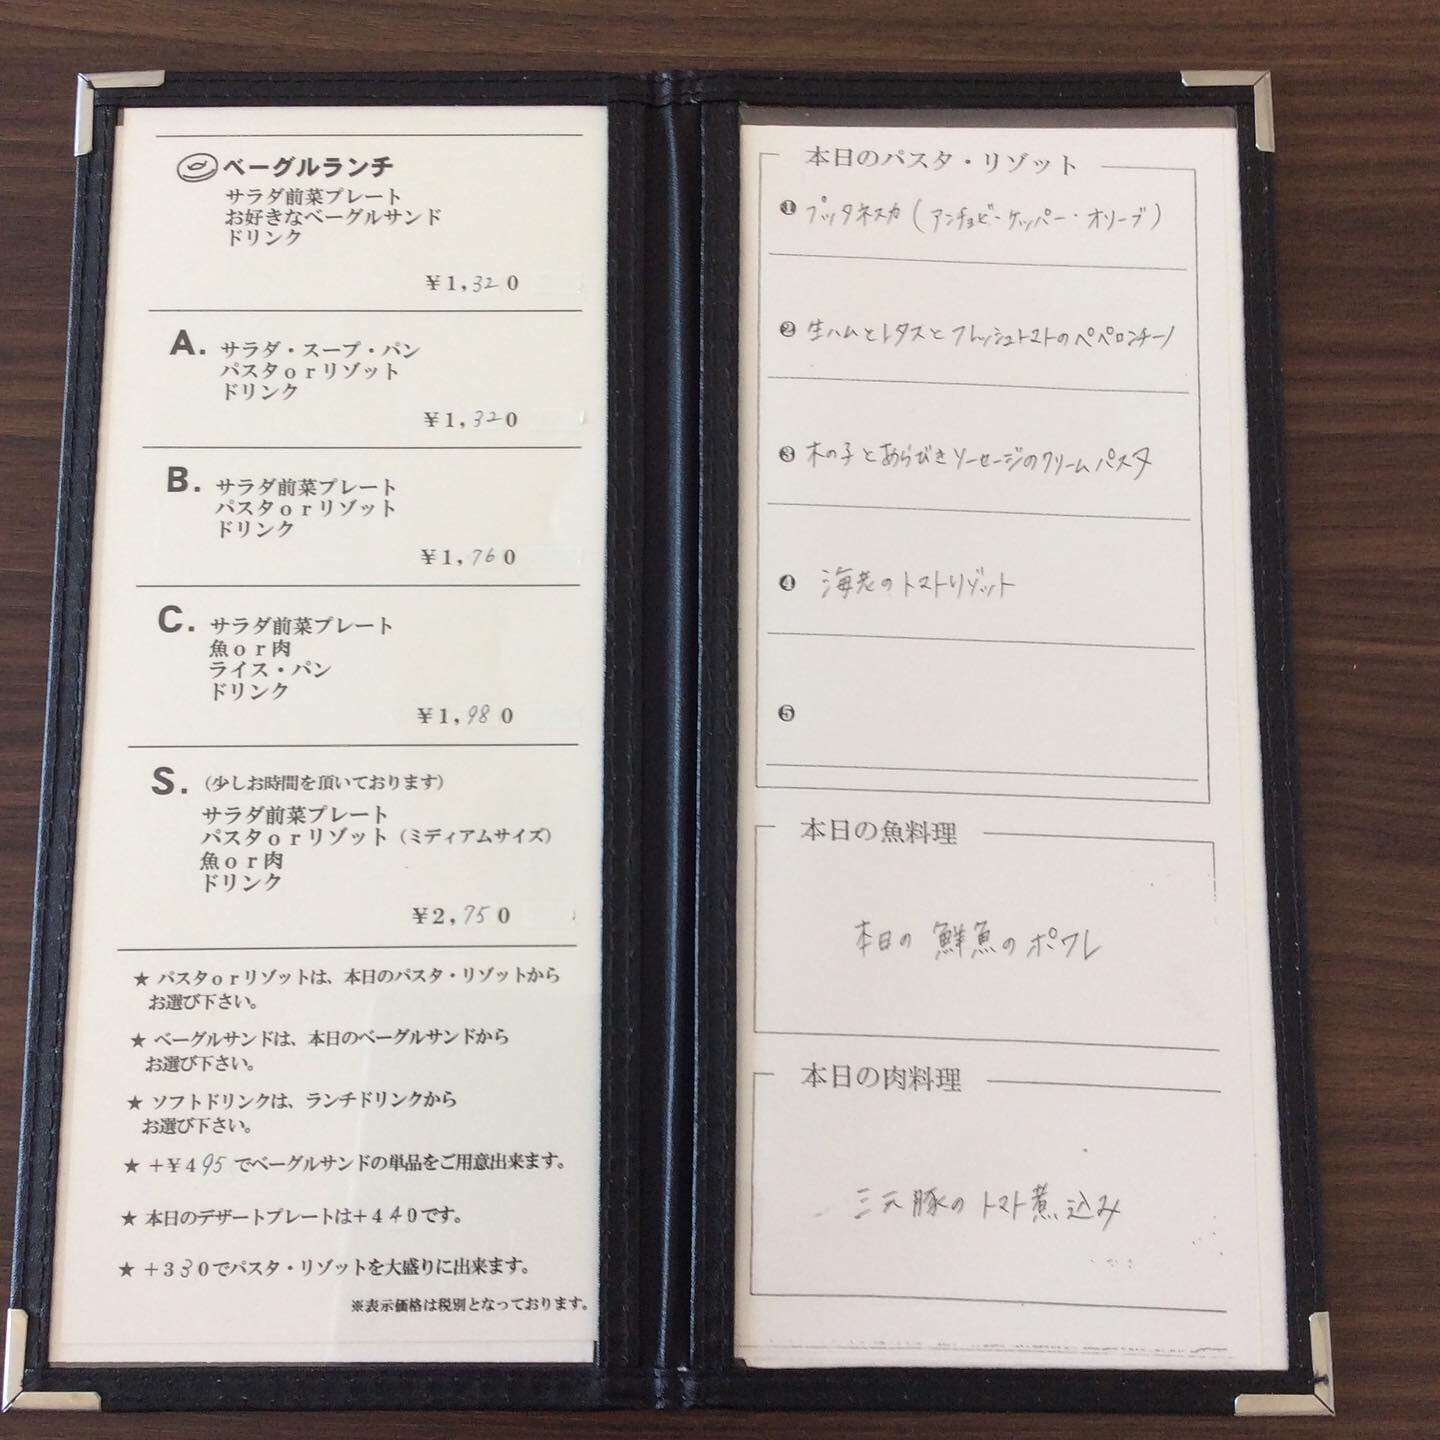 ベーグルランチ
サラダ前菜プレート
お好きなベーグルサンド
ドリンク
¥1,320
A. サラダ・スープ・パン
パスタorリゾット
ドリンク
¥1,320
B. サラダ前菜プレート
パスタorリゾット
ドリンク
¥1,760
C. サラダ前菜プレート
魚or肉
ライス・パン
ドリンク
¥1,980
S. (少しお時間を頂いております)
サラダ前菜プレート
パスタorリゾット(ミディアムサイズ)
魚or肉
ドリンク
¥2,750
★ パスタorリゾットは、本日のパスタ・リゾットから
お選び下さい。
★ ベーグルサンドは、本日のベーグルサンドから
お選び下さい。
★ ソフトドリンクは、ランチドリンクから
お選び下さい。
★ +¥495でベーグルサンドの単品をご用意出来ます。
★ 本日のデザートプレートは+440です。
★ +330でパスタ・リゾットを大盛りに出来ます。
※表示価格は税別となっております。
本日のパスタ・リゾット
❶ プッタネスカ(アンチョビ・ケッパー・オリーブ)
❷ 生ハムとレタスとフレッシュトマトのペペロンチーノ
❸ 木の子とあらびきソーセージのクリームパスタ
❹ 海老のトマトリゾット
❺
本日の魚料理
本日の鮮魚のポワレ
本日の肉料理
三元豚のトマト煮込み